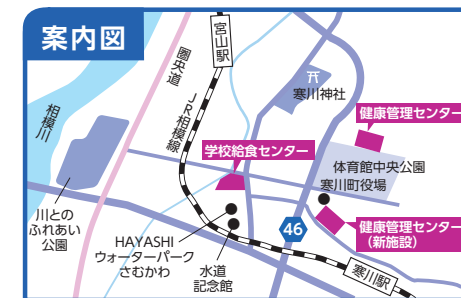 案内図
宮山駅
圏央道
JR相模線
相模川
寒川神社
健康管理センター
学校給食センター
体育館中央公園
寒川町役場
川との
ふれあい
公園
46
健康管理センター
(新施設)
HAYASHI
ウォーターパーク
さむかわ
水道
記念館
寒川駅